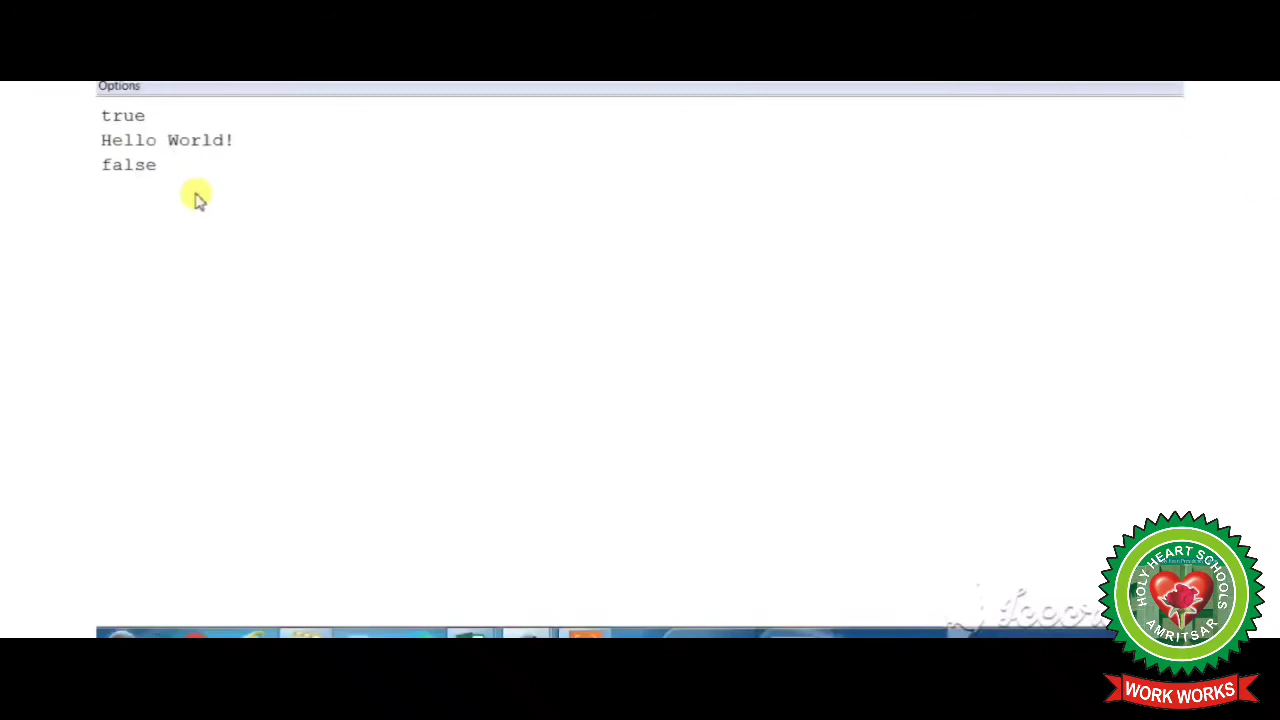 Options
true
Hello World!
false
HOLY HEART SCHOOLS
AMRITSAR
WORK WORKS